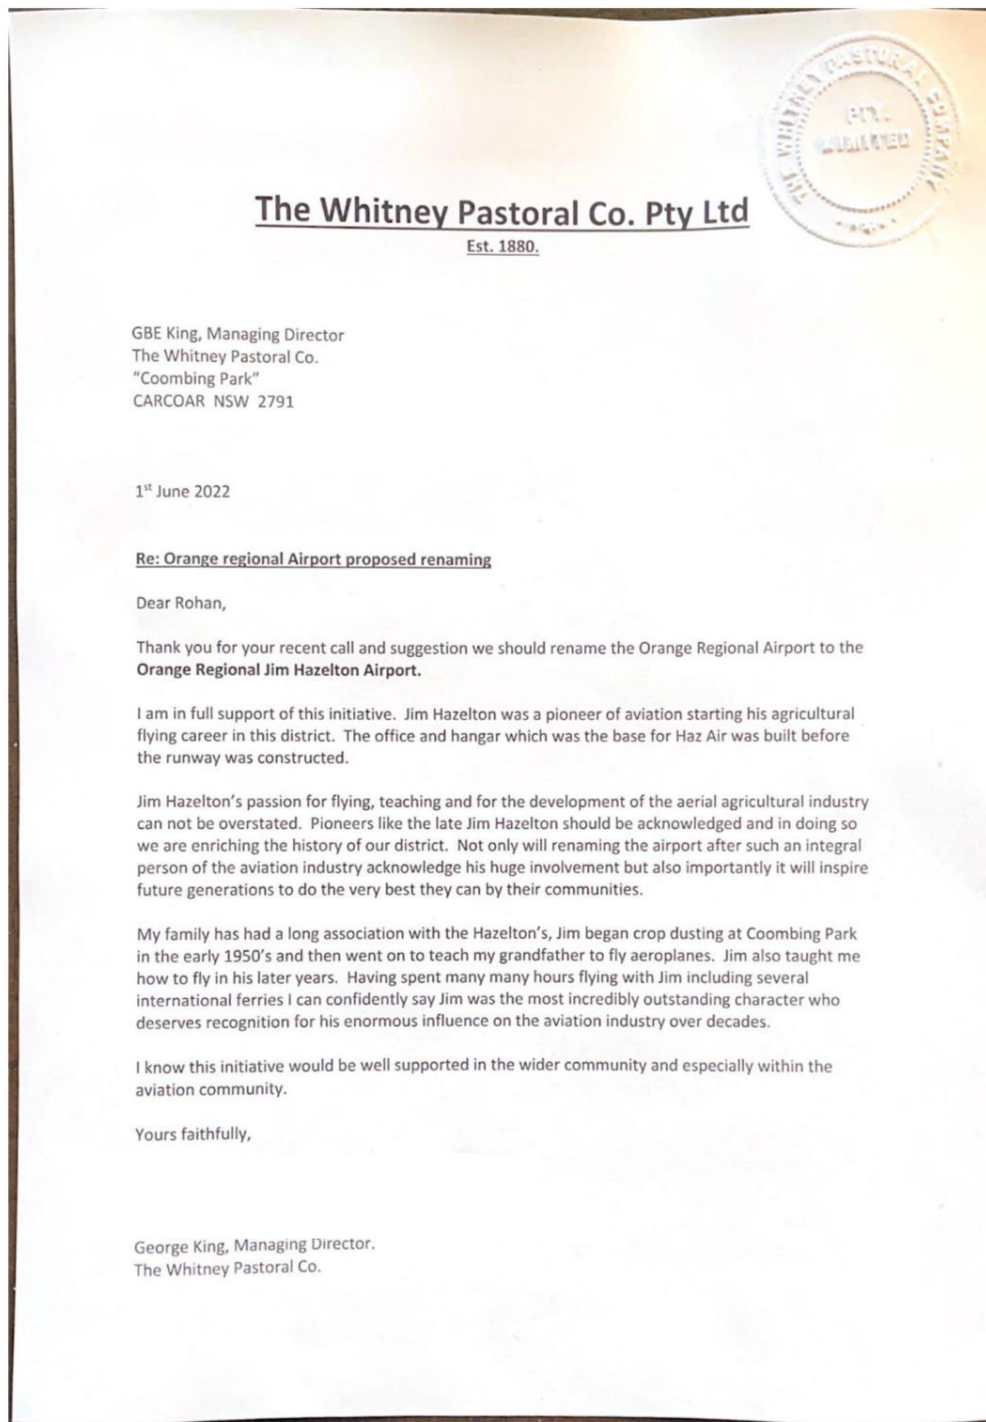 THE WHITNEY PASTORAL COMPANY
PTY.
LIMITED
The Whitney Pastoral Co. Pty Ltd
Est. 1880.
GBE King, Managing Director
The Whitney Pastoral Co.
“Coombing Park”
CARCOAR NSW 2791
1st June 2022
Re: Orange regional Airport proposed renaming
Dear Rohan,
Thank you for your recent call and suggestion we should rename the Orange Regional Airport to the
Orange Regional Jim Hazelton Airport.
I am in full support of this initiative. Jim Hazelton was a pioneer of aviation starting his agricultural
flying career in this district. The office and hangar which was the base for Haz Air was built before
the runway was constructed.
Jim Hazelton’s passion for flying, teaching and for the development of the aerial agricultural industry
can not be overstated. Pioneers like the late Jim Hazelton should be acknowledged and in doing so
we are enriching the history of our district. Not only will renaming the airport after such an integral
person of the aviation industry acknowledge his huge involvement but also importantly it will inspire
future generations to do the very best they can by their communities.
My family has had a long association with the Hazelton’s, Jim began crop dusting at Coombing Park
in the early 1950’s and then went on to teach my grandfather to fly aeroplanes. Jim also taught me
how to fly in his later years. Having spent many many hours flying with Jim including several
international ferries I can confidently say Jim was the most incredibly outstanding character who
deserves recognition for his enormous influence on the aviation industry over decades.
I know this initiative would be well supported in the wider community and especially within the
aviation community.
Yours faithfully,
George King, Managing Director.
The Whitney Pastoral Co.